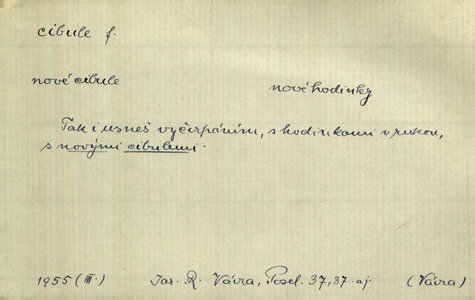 cibule f.
nové cibule nové hodinky
Tak i usneš vyčerpáním, s hodinkami v rukou,
s novými cibulemi.
1955 (III.) Jar. R. Vávra, Posel. 37, 37. aj. (Vávra)